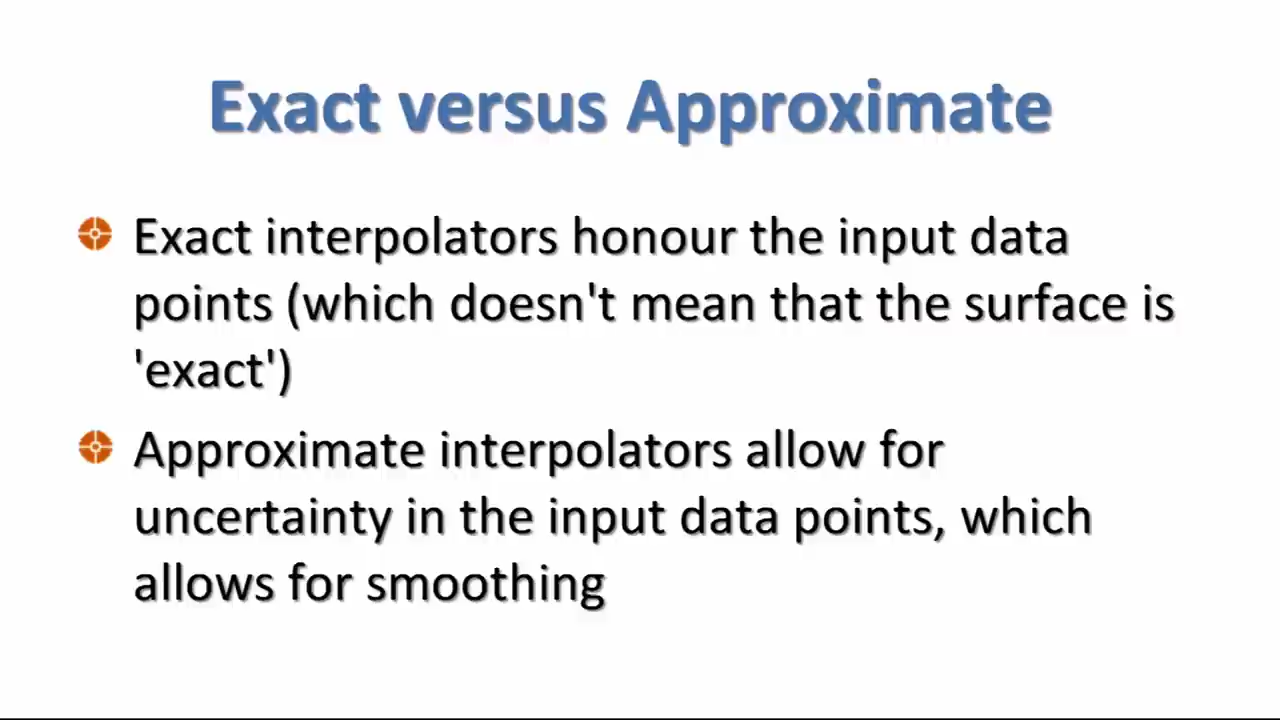 Exact versus Approximate
Exact interpolators honour the input data
points (which doesn't mean that the surface is
'exact')
Approximate interpolators allow for
uncertainty in the input data points, which
allows for smoothing